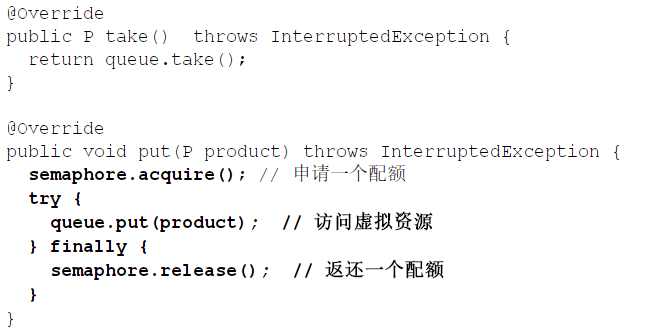 @Override
public P take()  throws InterruptedException {
  return queue.take();
}

@Override
public void put(P product) throws InterruptedException {
  semaphore.acquire(); // 申请一个配额
  try {
    queue.put(product);  // 访问虚拟资源
  } finally {
    semaphore.release();  // 返还一个配额
  }
}